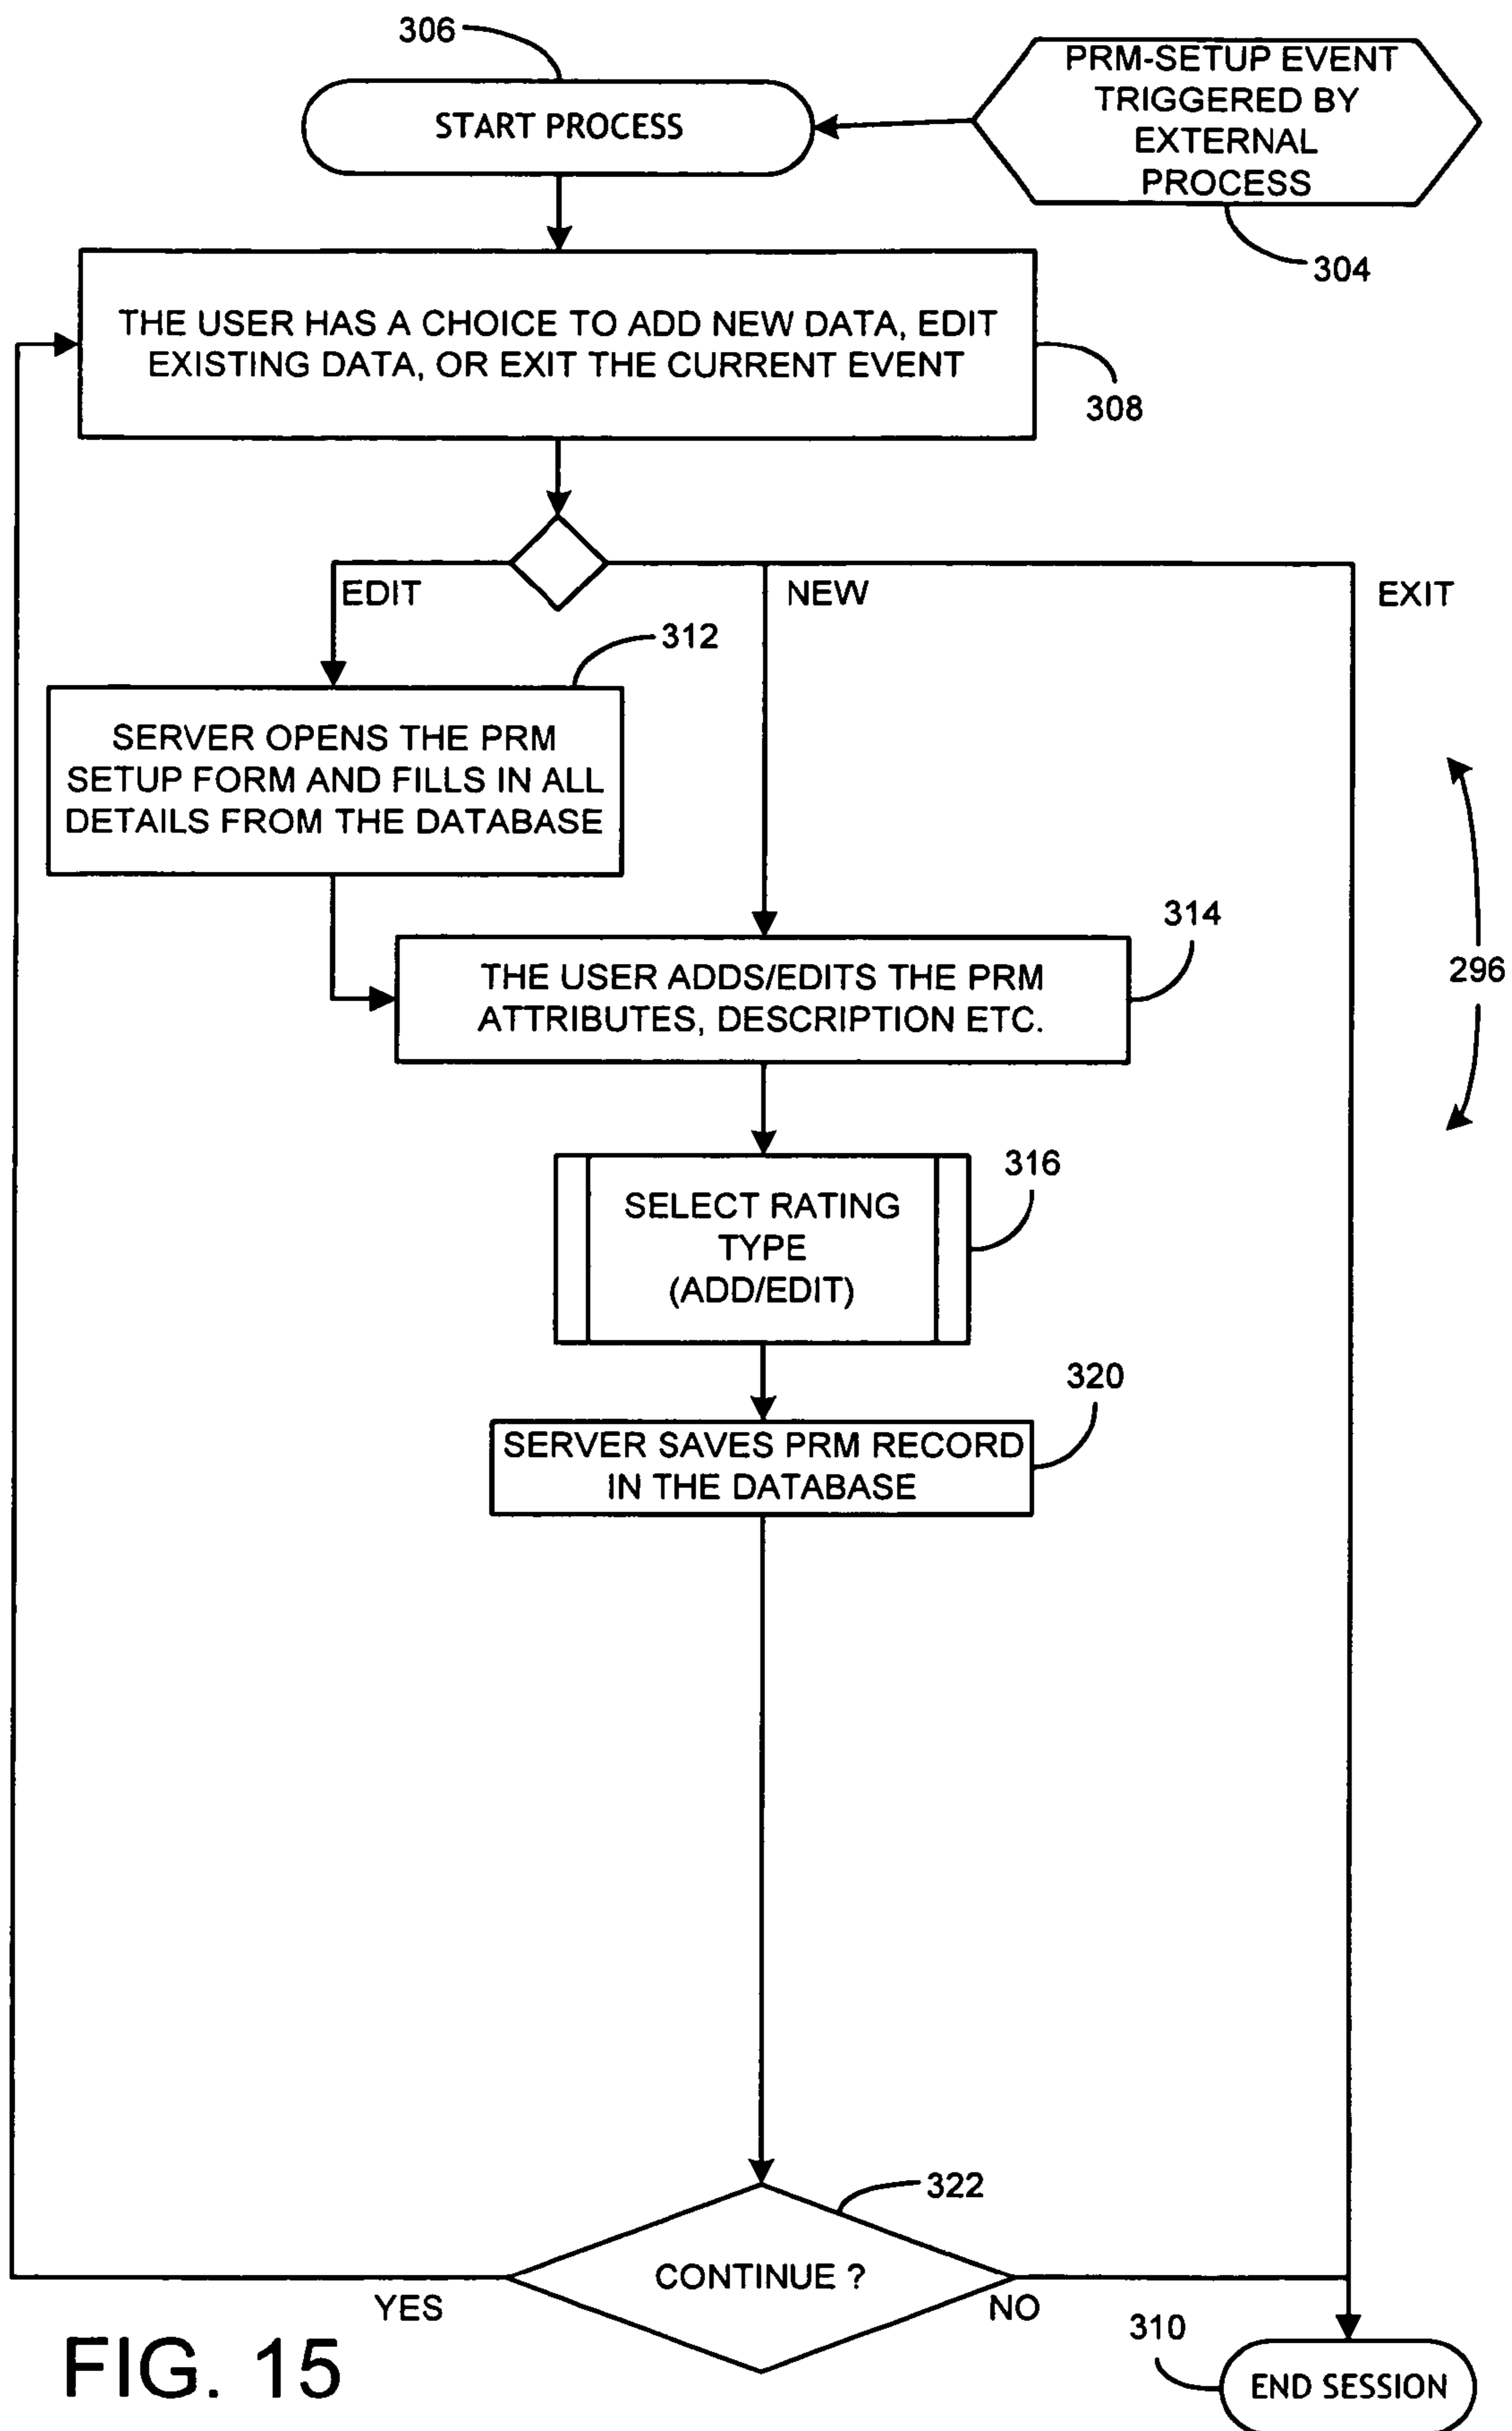 306
START PROCESS
PRM-SETUP EVENT
TRIGGERED BY
EXTERNAL
PROCESS
304
THE USER HAS A CHOICE TO ADD NEW DATA, EDIT
EXISTING DATA, OR EXIT THE CURRENT EVENT
308
EDIT
NEW
EXIT
312
SERVER OPENS THE PRM
SETUP FORM AND FILLS IN ALL
DETAILS FROM THE DATABASE
314
THE USER ADDS/EDITS THE PRM
ATTRIBUTES, DESCRIPTION ETC.
296
316
SELECT RATING
TYPE
(ADD/EDIT)
320
SERVER SAVES PRM RECORD
IN THE DATABASE
322
CONTINUE ?
YES
NO
310
END SESSION
FIG. 15